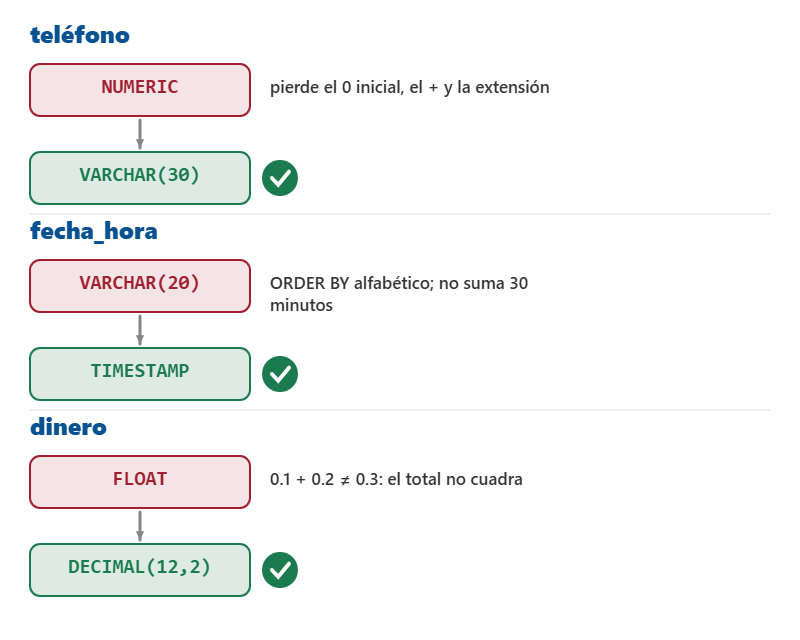 teléfono
NUMERIC
pierde el 0 inicial, el + y la extensión
VARCHAR(30)
fecha_hora
VARCHAR(20)
ORDER BY alfabético; no suma 30
minutos
TIMESTAMP
dinero
FLOAT
0.1 + 0.2 ≠ 0.3: el total no cuadra
DECIMAL(12,2)